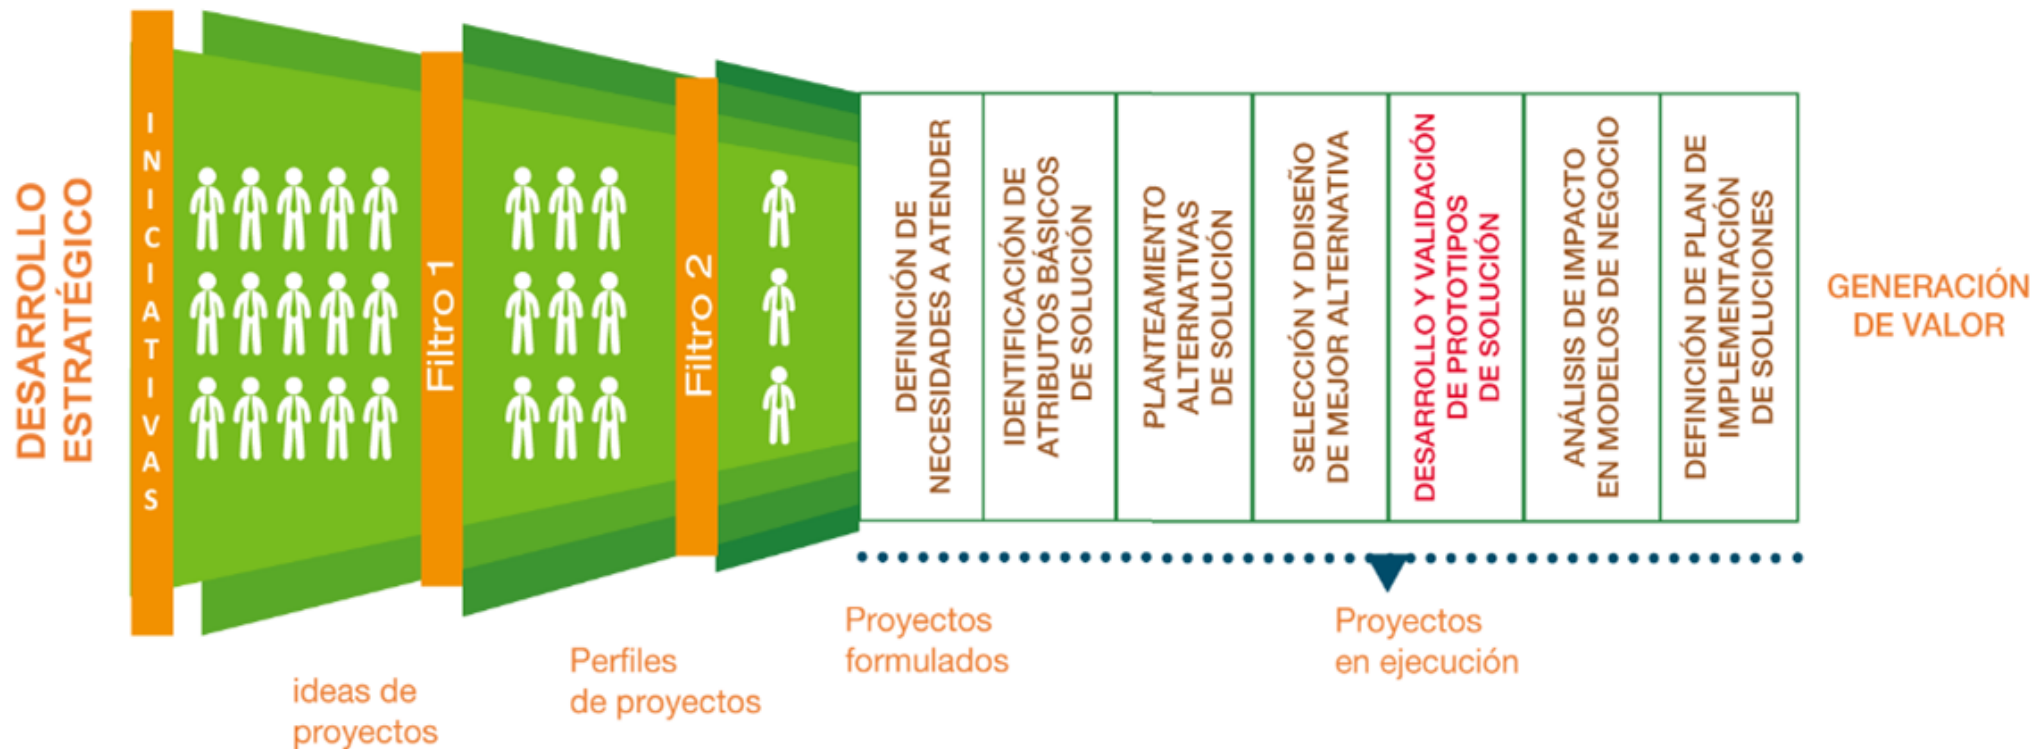 DESARROLLO
ESTRATÉGICO
INICIATIVAS
Filtro 1
Filtro 2
DEFINICIÓN DE
NECESIDADES A ATENDER
IDENTIFICACIÓN DE
ATRIBUTOS BÁSICOS
DE SOLUCIÓN
PLANTEAMIENTO
ALTERNATIVAS
DE SOLUCIÓN
SELECCIÓN Y DDISEÑO
DE MEJOR ALTERNATIVA
DESARROLLO Y VALIDACIÓN
DE PROTOTIPOS
DE SOLUCIÓN
ANÁLISIS DE IMPACTO
EN MODELOS DE NEGOCIO
DEFINICIÓN DE PLAN DE
IMPLEMENTACIÓN
DE SOLUCIONES
GENERACIÓN
DE VALOR
ideas de
proyectos
Perfiles
de proyectos
Proyectos
formulados
Proyectos
en ejecución